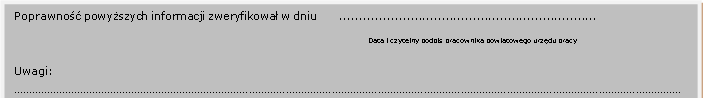 Poprawność powyższych informacji zweryfikował w dniu ................................................................
Data i czytelny podpis pracownika powiatowego urzędu pracy
Uwagi:
................................................................................................................................................................................................